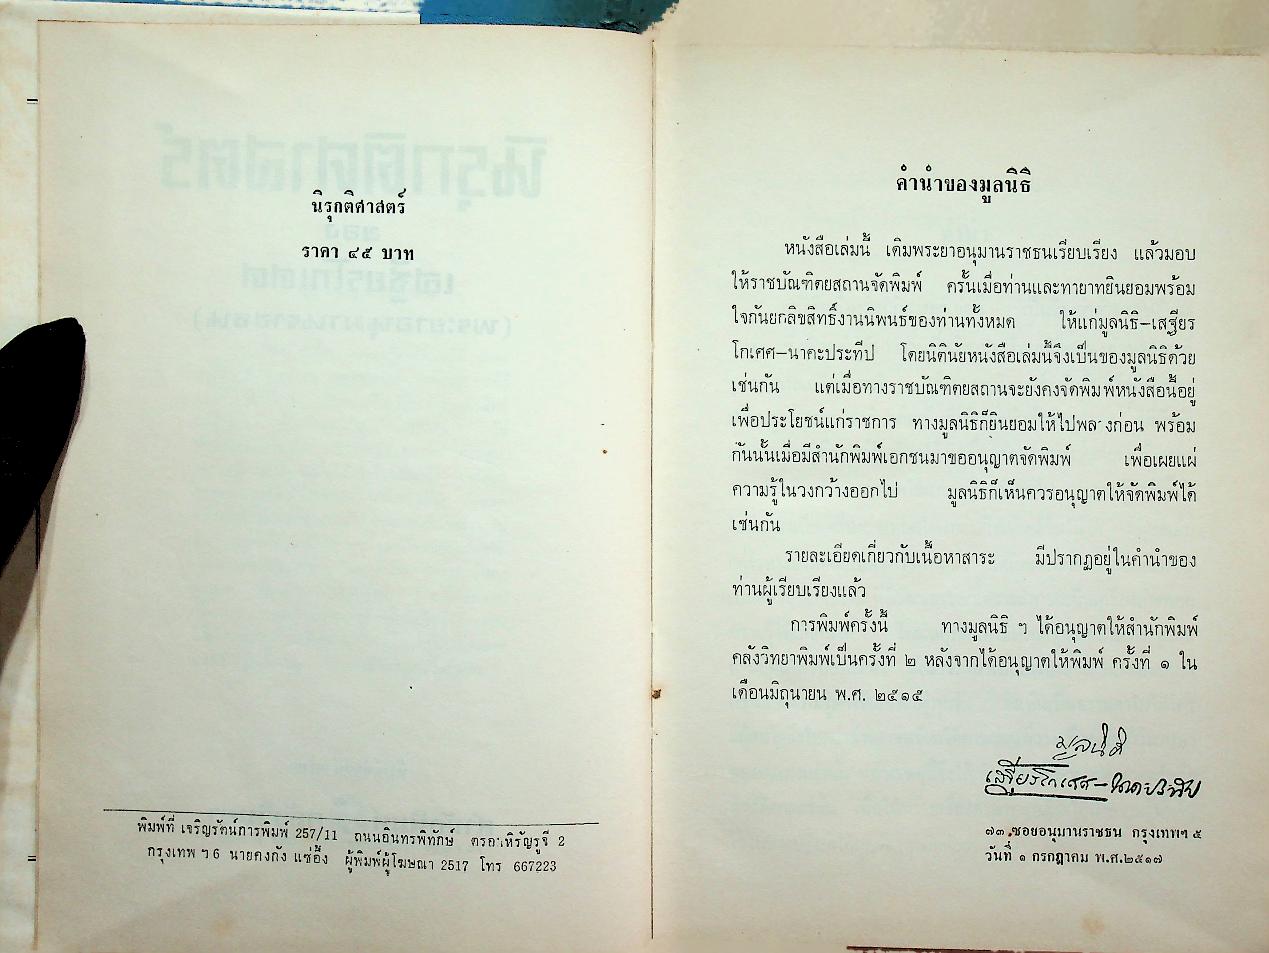 นิรุกติศาสตร์
ราคา ๔๕ บาท
พิมพ์ที่ เจริญรัตน์การพิมพ์ 257/11 ถนนอินทรพิทักษ์ ตรอกหิรัญรูจี 2
กรุงเทพ ฯ 6 นายคงกัง แซ่อึ้ง ผู้พิมพ์ผู้โฆษณา 2517 โทร 667223
คำนำของมูลนิธิ
หนังสือเล่มนี้ เดิมพระยาอนุมานราชธนเรียบเรียง แล้วมอบ
ให้ราชบัณฑิตยสถานจัดพิมพ์ ครั้นเมื่อท่านและทายาทยินยอมพร้อม
ใจกันยกลิขสิทธิ์งานนิพนธ์ของท่านทั้งหมด ให้แก่มูลนิธิ-เสฐียร
โกเศศ-นาคะประทีป โดยนิตินัยหนังสือเล่มนี้จึงเป็นของมูลนิธิด้วย
เช่นกัน แต่เมื่อทางราชบัณฑิตยสถานจะยังคงจัดพิมพ์หนังสือนี้อยู่
เพื่อประโยชน์แก่ราชการ ทางมูลนิธิก็ยินยอมให้ไปพลางก่อน พร้อม
กันนั้นเมื่อมีสำนักพิมพ์เอกชนมาขออนุญาตจัดพิมพ์ เพื่อเผยแผ่
ความรู้ในวงกว้างออกไป มูลนิธิก็เห็นควรอนุญาตให้จัดพิมพ์ได้
เช่นกัน
รายละเอียดเกี่ยวกับเนื้อหาสาระ มีปรากฏอยู่ในคำนำของ
ท่านผู้เรียบเรียงแล้ว
การพิมพ์ครั้งนี้ ทางมูลนิธิ ฯ ได้อนุญาตให้สำนักพิมพ์
คลังวิทยาพิมพ์เป็นครั้งที่ ๒ หลังจากได้อนุญาตให้พิมพ์ ครั้งที่ ๑ ใน
เดือนมิถุนายน พ.ศ. ๒๕๑๕
มูลนิธิ
เสฐียรโกเศศ-นาคะประทีป
๗๓ ซอยอนุมานราชธน กรุงเทพฯ ๕
วันที่ ๑ กรกฎาคม พ.ศ.๒๕๑๗